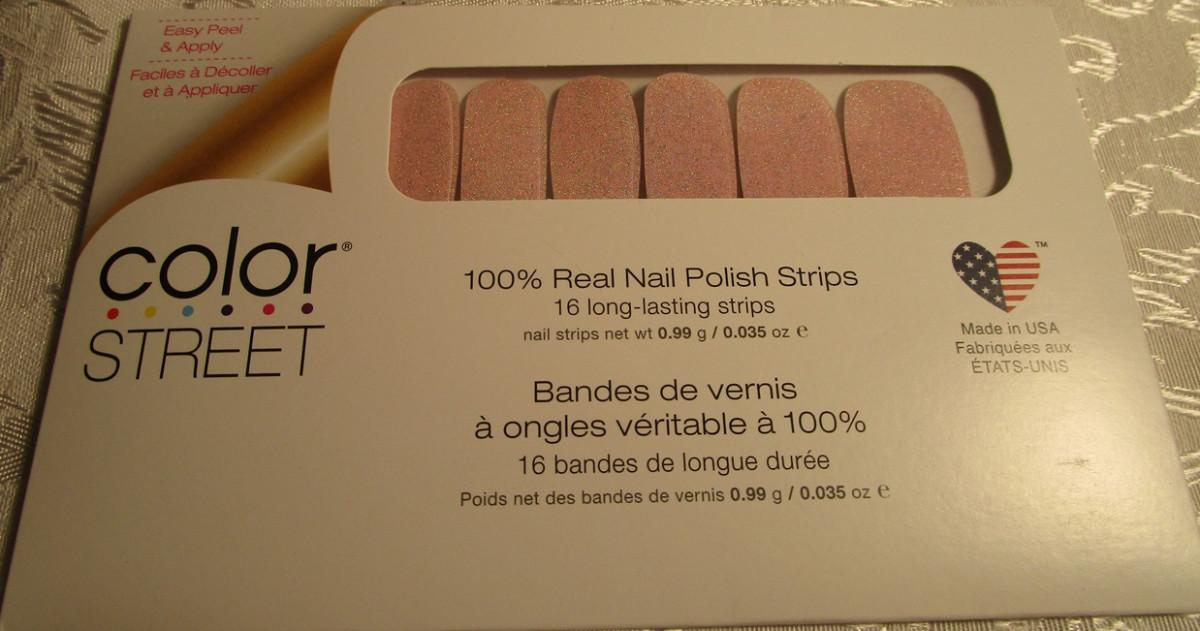 Easy Peel
& Apply
Faciles à Décoller
et à Appliquer
color®
STREET
100% Real Nail Polish Strips
16 long-lasting strips
nail strips net wt 0.99 g / 0.035 oz ℮
Bandes de vernis
à ongles véritable à 100%
16 bandes de longue durée
Poids net des bandes de vernis 0.99 g / 0.035 oz ℮
TM
Made in USA
Fabriquées aux
ÉTATS-UNIS